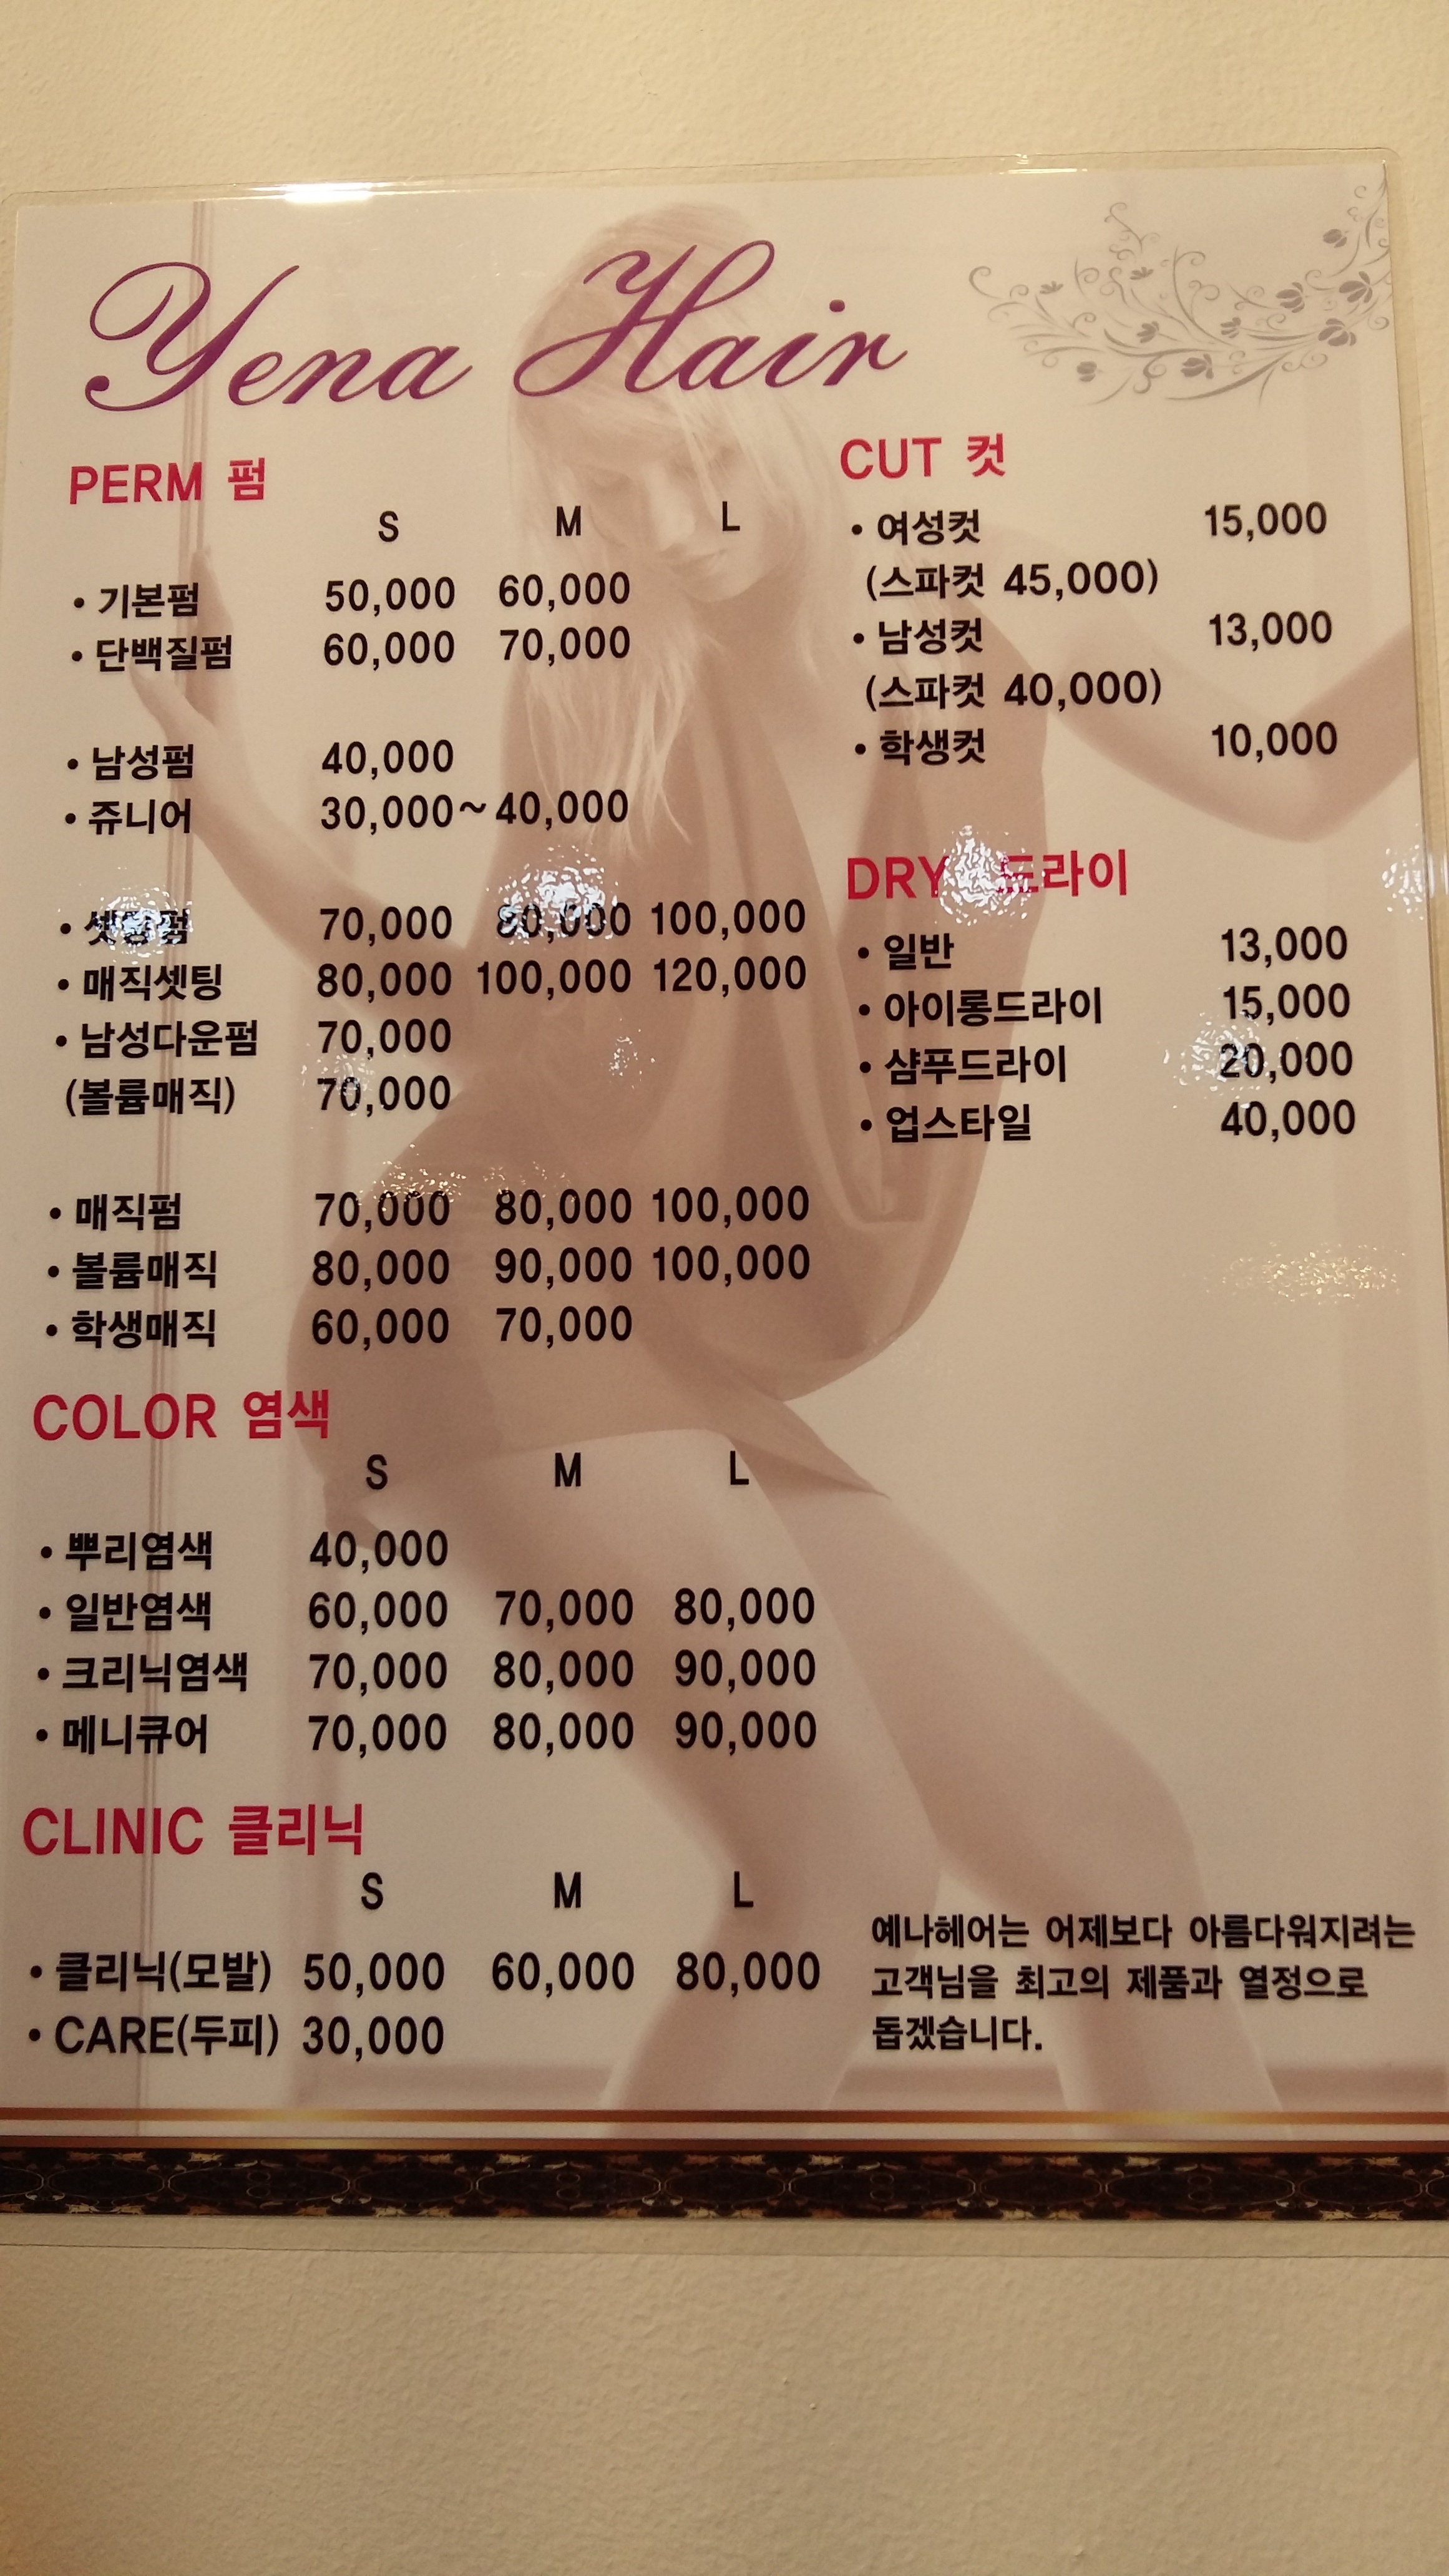 Yena Hair
PERM 펌
S M L
• 기본펌 50,000 60,000
• 단백질펌 60,000 70,000
• 남성펌 40,000
• 쥬니어 30,000~40,000
• 셋팅펌 70,000 80,000 100,000
• 매직셋팅 80,000 100,000 120,000
• 남성다운펌 70,000
(볼륨매직) 70,000
• 매직펌 70,000 80,000 100,000
• 볼륨매직 80,000 90,000 100,000
• 학생매직 60,000 70,000
COLOR 염색
S M L
• 뿌리염색 40,000
• 일반염색 60,000 70,000 80,000
• 크리닉염색 70,000 80,000 90,000
• 메니큐어 70,000 80,000 90,000
CLINIC 클리닉
S M L
• 클리닉(모발) 50,000 60,000 80,000
• CARE(두피) 30,000
CUT 컷
• 여성컷 15,000
(스파컷 45,000)
• 남성컷 13,000
(스파컷 40,000)
• 학생컷 10,000
DRY 드라이
• 일반 13,000
• 아이롱드라이 15,000
• 샴푸드라이 20,000
• 업스타일 40,000
예나헤어는 어제보다 아름다워지려는
고객님을 최고의 제품과 열정으로
돕겠습니다.